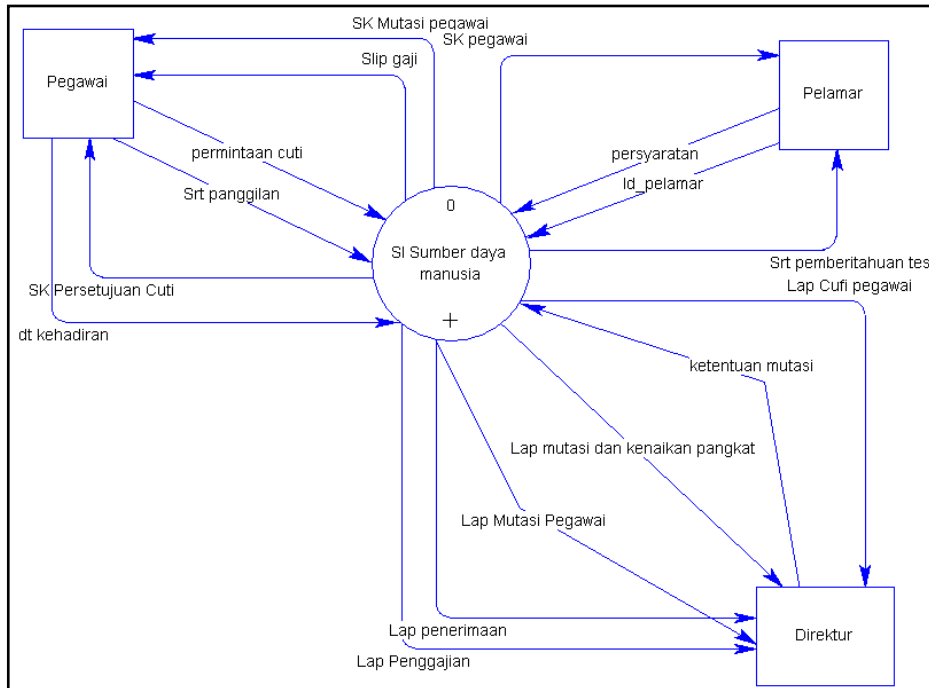 SK Mutasi pegawai
SK pegawai
Slip gaji
Pegawai
Pelamar
permintaan cuti
persyaratan
Srt panggilan
Id_pelamar
0
SI Sumber daya
manusia
Srt pemberitahuan tes
SK Persetujuan Cuti
Lap Cufi pegawai
+
dt kehadiran
ketentuan mutasi
Lap mutasi dan kenaikan pangkat
Lap Mutasi Pegawai
Lap penerimaan
Direktur
Lap Penggajian